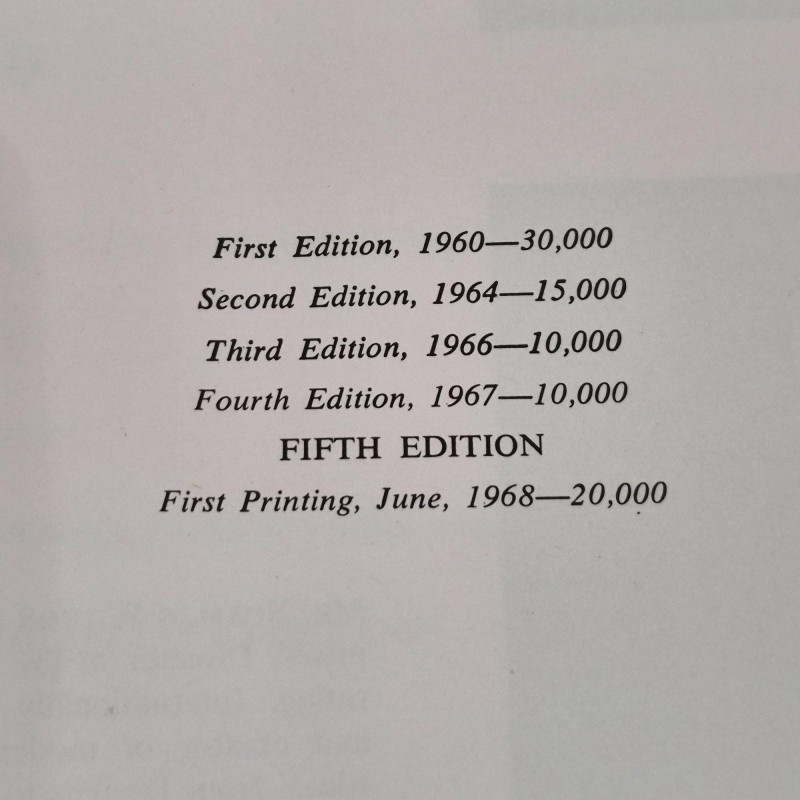 First Edition, 1960—30,000
Second Edition, 1964—15,000
Third Edition, 1966—10,000
Fourth Edition, 1967—10,000
FIFTH EDITION
First Printing, June, 1968—20,000